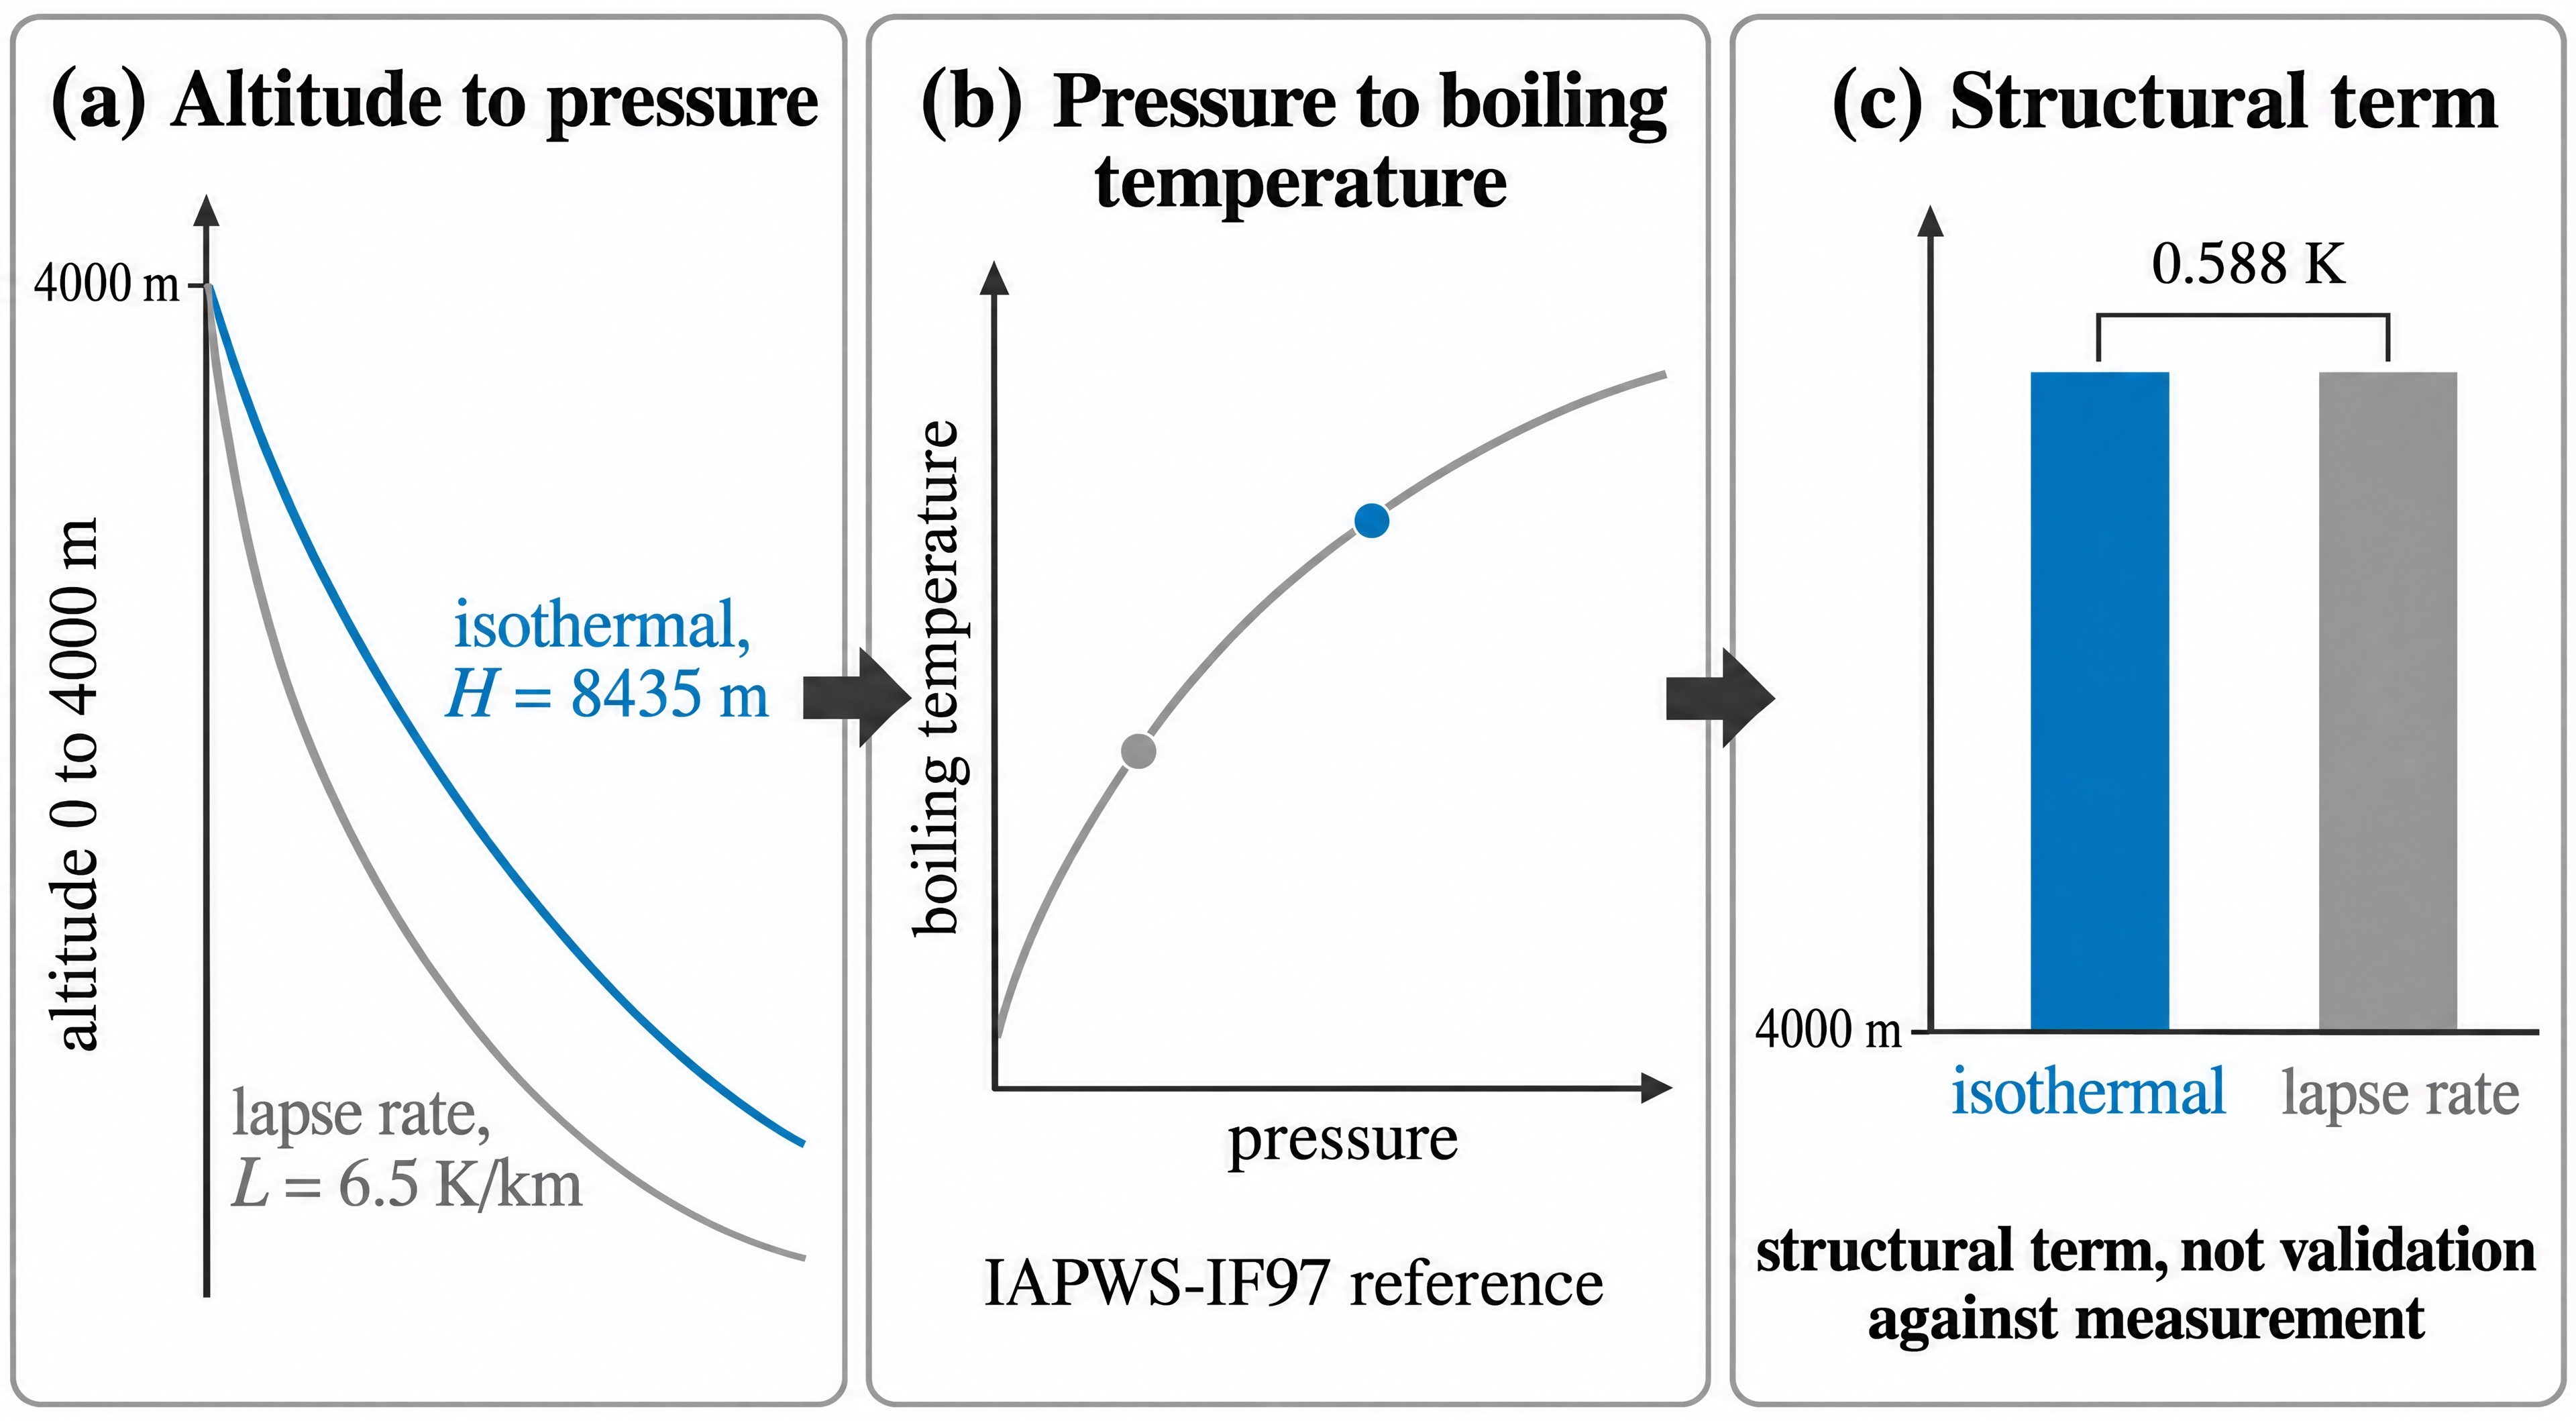 (a) Altitude to pressure
4000 m
altitude 0 to 4000 m
isothermal,
H = 8435 m
lapse rate,
L = 6.5 K/km
(b) Pressure to boiling
temperature
boiling temperature
pressure
IAPWS-IF97 reference
(c) Structural term
0.588 K
4000 m
isothermal
lapse rate
structural term, not validation
against measurement